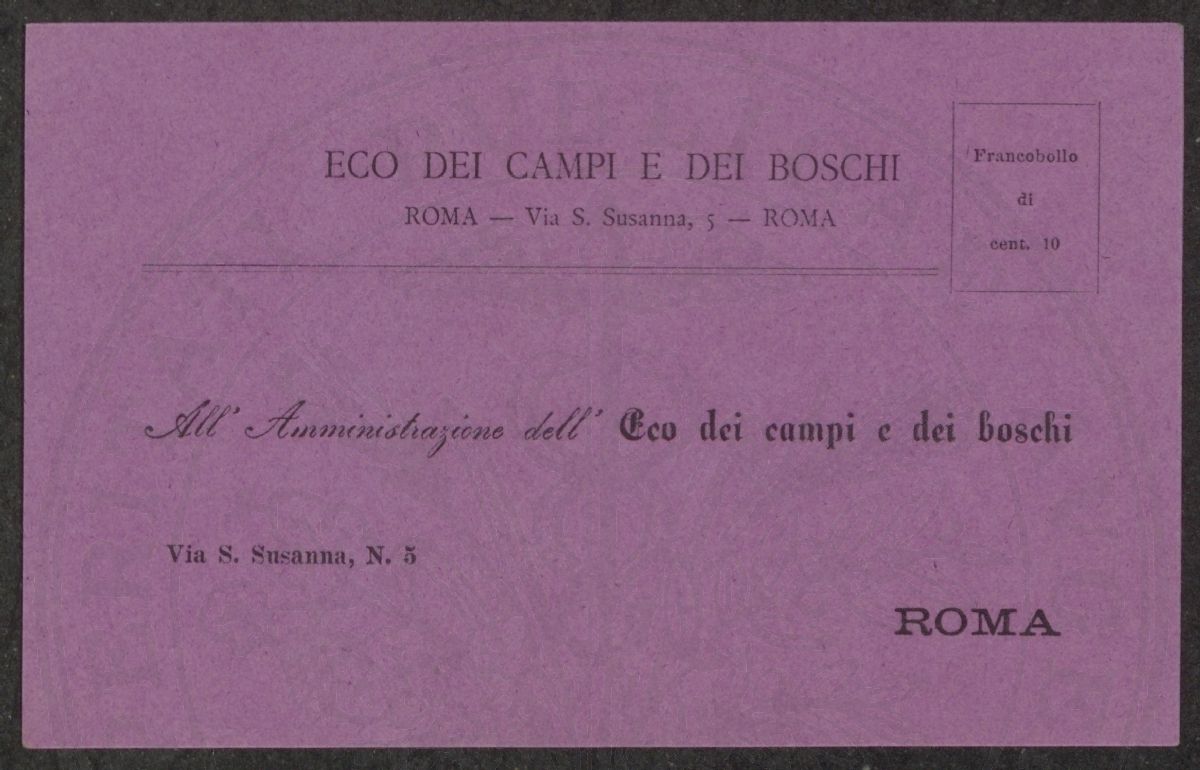 ECO DEI CAMPI E DEI BOSCHI
ROMA — Via S. Susanna, 5 — ROMA
Francobollo
di
cent. 10
All' Amministrazione dell' Eco dei campi e dei boschi
Via S. Susanna, N. 5
ROMA